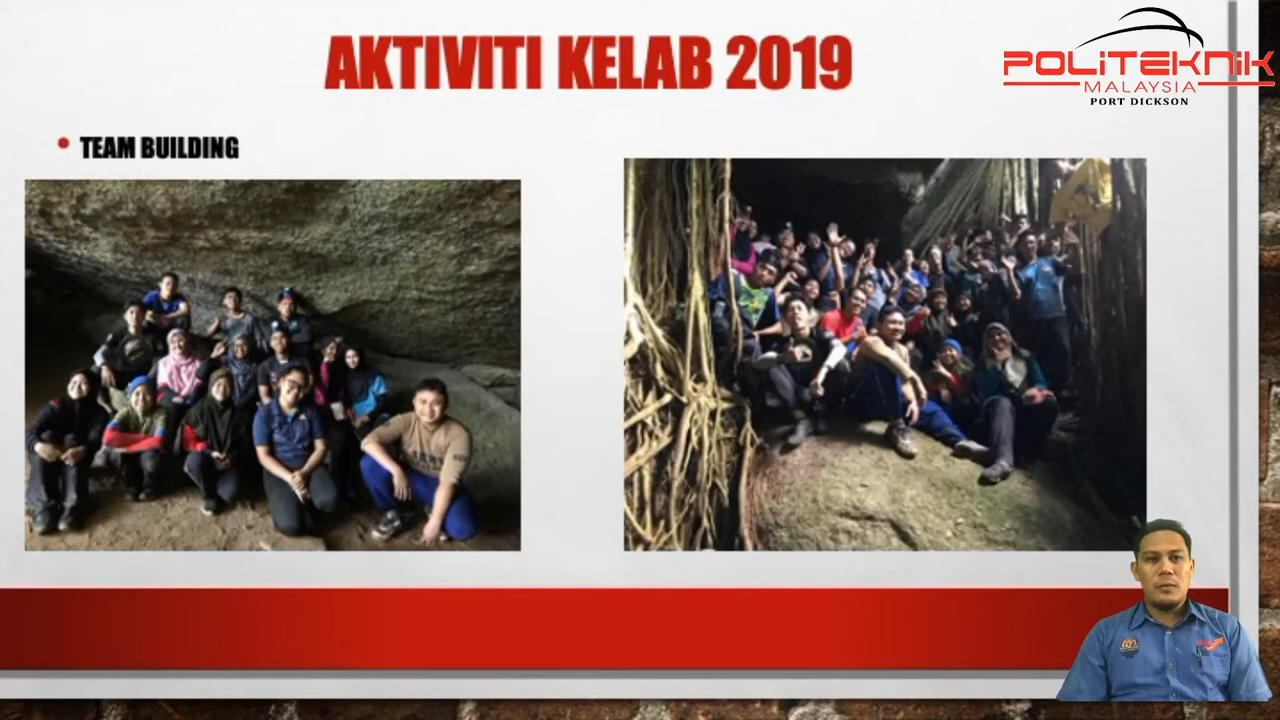 AKTIVITI KELAB 2019
POLITEKNIK
MALAYSIA
PORT DICKSON
TEAM BUILDING